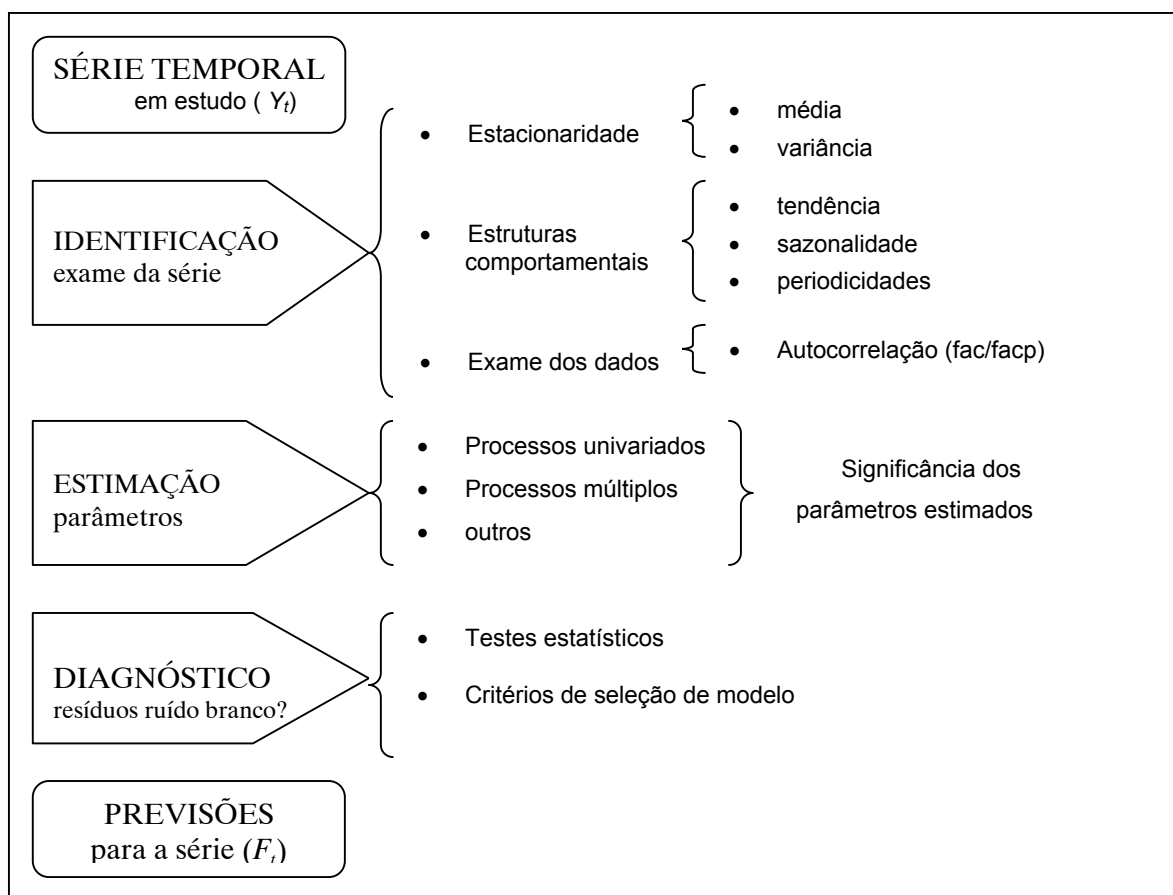 SÉRIE TEMPORAL
em estudo ( Yt)
• Estacionaridade
• média
• variância
IDENTIFICAÇÃO
exame da série
• Estruturas
comportamentais
• tendência
• sazonalidade
• periodicidades
• Exame dos dados
• Autocorrelação (fac/facp)
ESTIMAÇÃO
parâmetros
• Processos univariados
• Processos múltiplos
• outros
Significância dos
parâmetros estimados
DIAGNÓSTICO
resíduos ruído branco?
• Testes estatísticos
• Critérios de seleção de modelo
PREVISÕES
para a série (Ft)